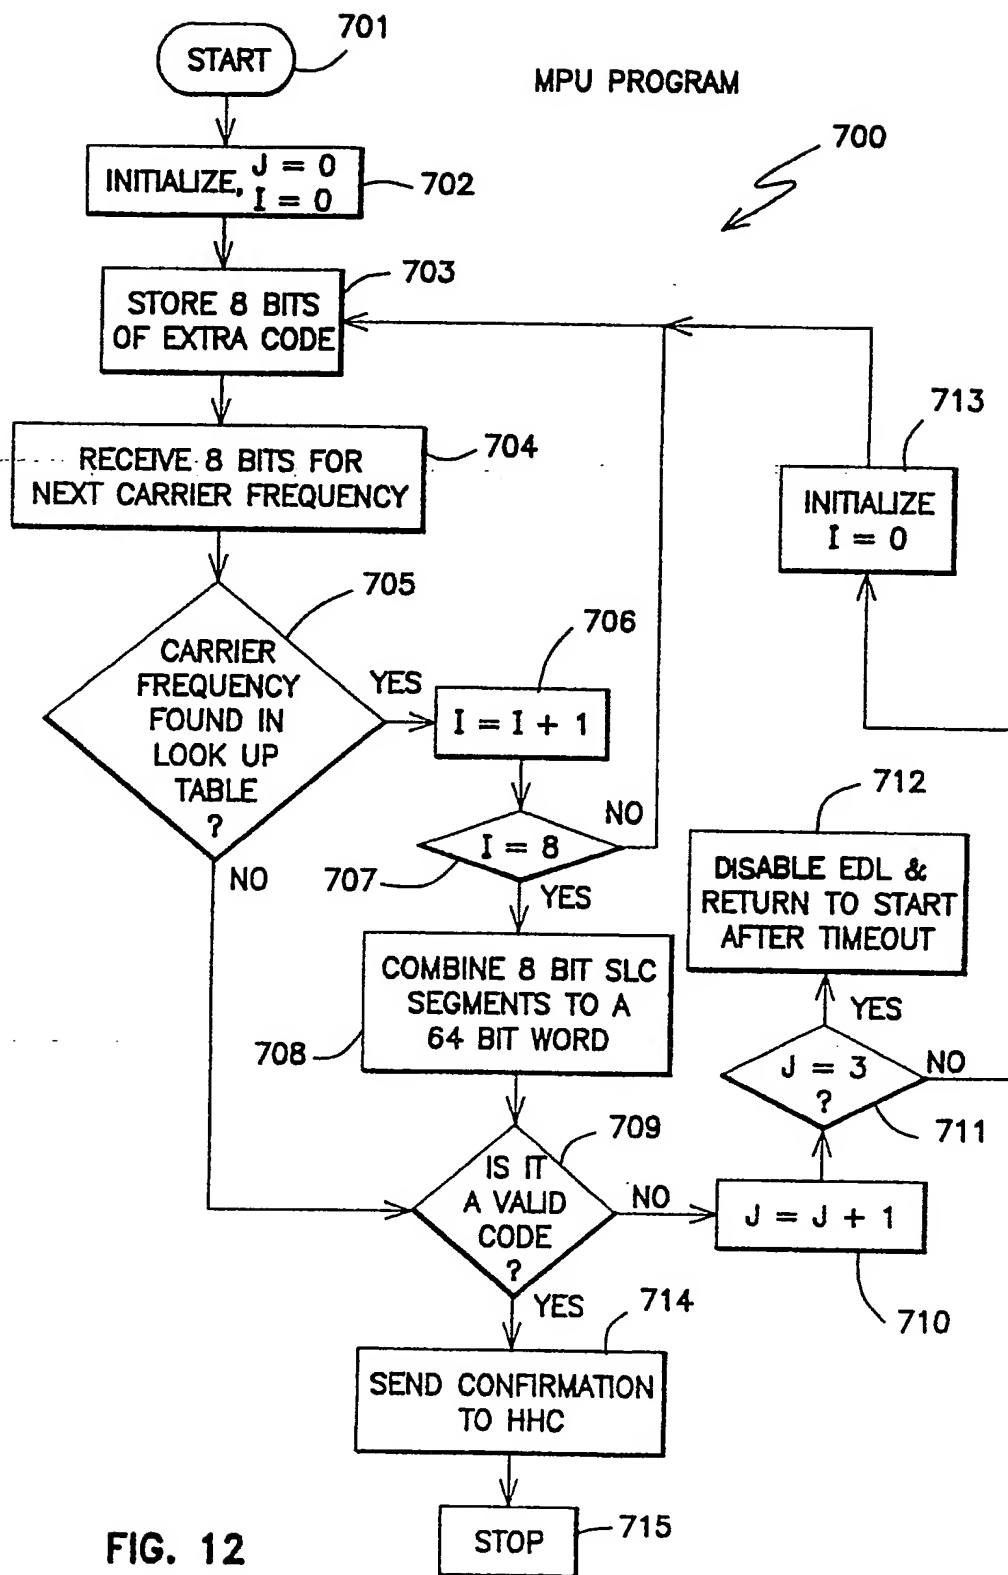 701
START
MPU PROGRAM
700
INITIALIZE, J = 0
I = 0
702
703
STORE 8 BITS
OF EXTRA CODE
713
704
RECEIVE 8 BITS FOR
NEXT CARRIER FREQUENCY
INITIALIZE
I = 0
705
706
CARRIER
FREQUENCY
FOUND IN
LOOK UP
TABLE
?
YES
I = I + 1
712
NO
I = 8
NO
707
YES
DISABLE EDL &
RETURN TO START
AFTER TIMEOUT
COMBINE 8 BIT SLC
SEGMENTS TO A
64 BIT WORD
708
YES
J = 3
?
NO
711
709
IS IT
A VALID
CODE
?
NO
J = J + 1
YES
714
710
SEND CONFIRMATION
TO HHC
STOP
715
FIG. 12